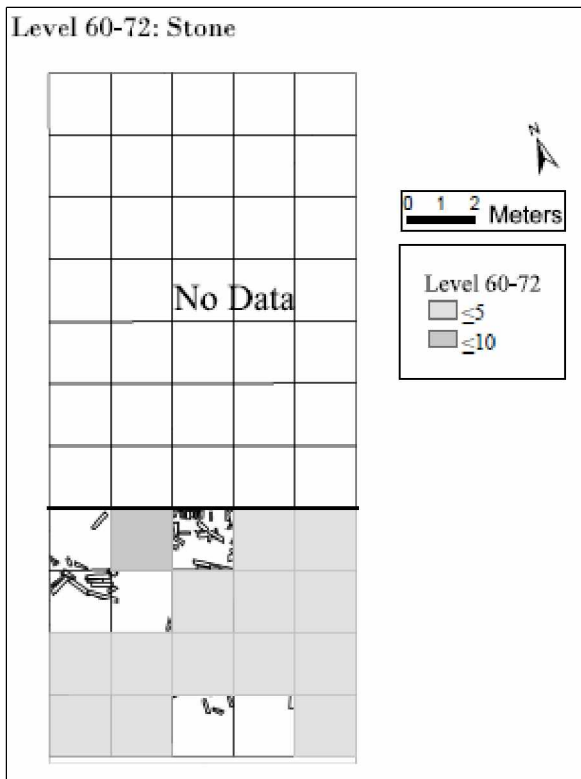 Level 60-72: Stone
N
0 1 2
Meters
No Data
Level 60-72
≤5
≤10